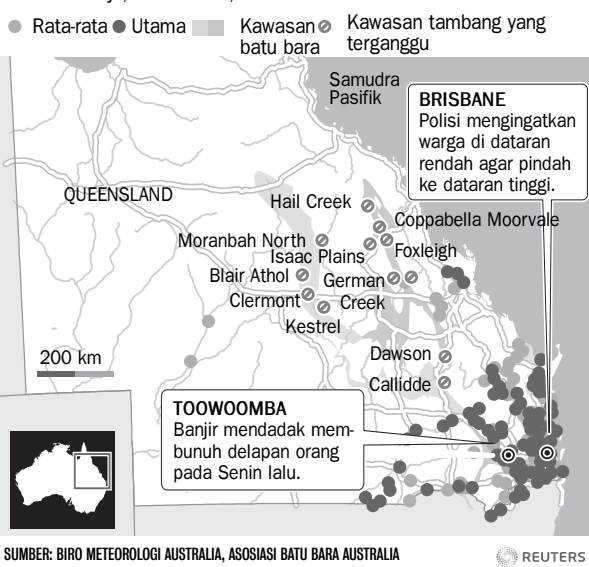 Rata-rata Utama Kawasan batu bara Kawasan tambang yang terganggu
Samudra
Pasifik
BRISBANE
Polisi mengingatkan
warga di dataran
rendah agar pindah
ke dataran tinggi.
QUEENSLAND
Hail Creek
Coppabella Moorvale
Moranbah North
Isaac Plains
Foxleigh
Blair Athol
German
Creek
Clermont
Kestrel
200 km
Dawson
Callidde
TOOWOOMBA
Banjir mendadak mem-
bunuh delapan orang
pada Senin lalu.
SUMBER: BIRO METEOROLOGI AUSTRALIA, ASOSIASI BATU BARA AUSTRALIA
REUTERS